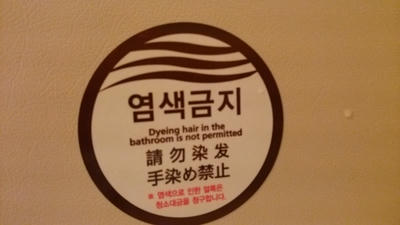 염색금지
Dyeing hair in the
bathroom is not permitted
請勿染发
手染め禁止
※ 염색으로 인한 얼룩은
청소대금을 청구합니다.